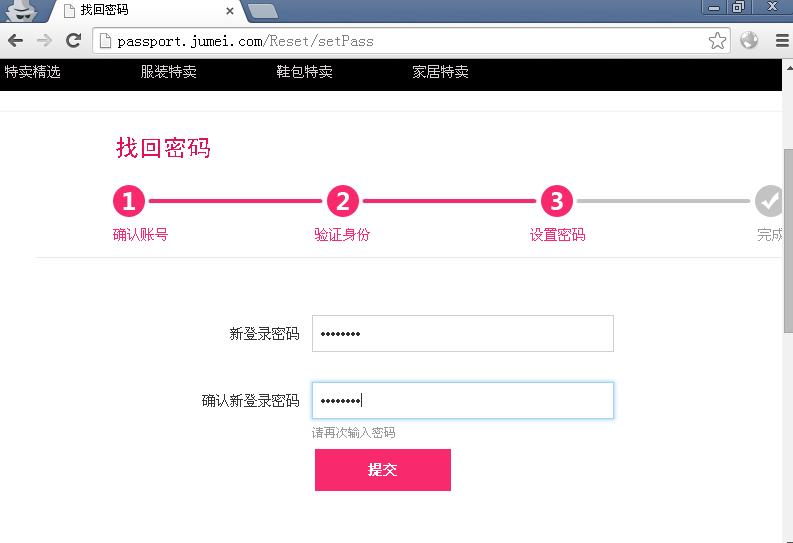 找回密码
passport.jumei.com/Reset/setPass
特卖精选 服装特卖 鞋包特卖 家居特卖
找回密码
1 2 3
确认账号 验证身份 设置密码 完成
新登录密码
确认新登录密码
请再次输入密码
提交